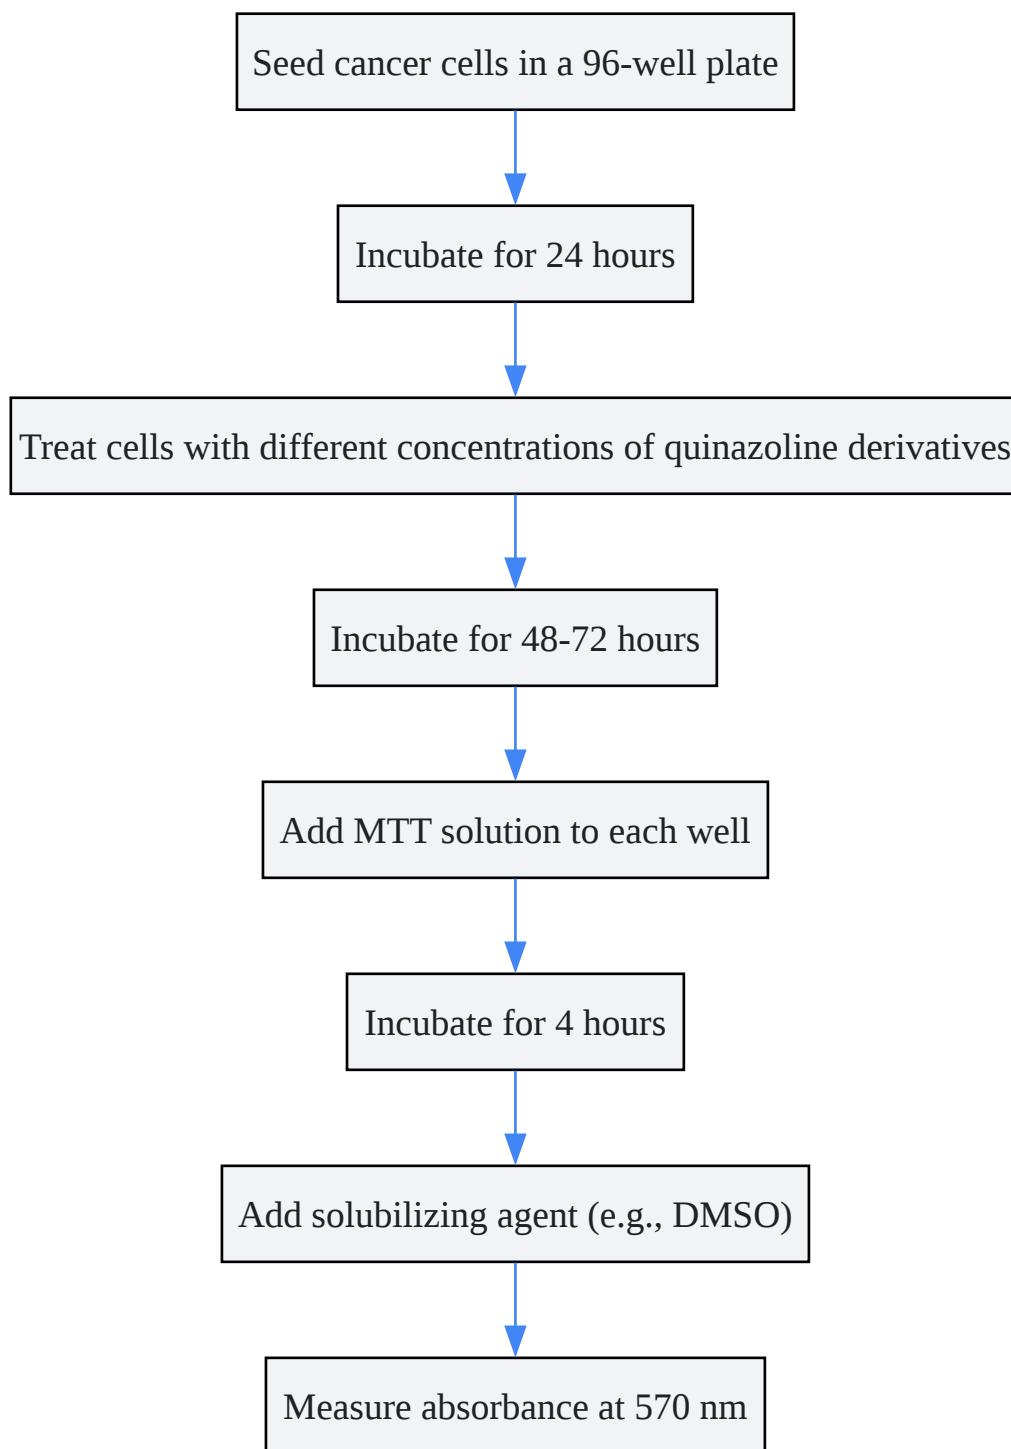 Seed cancer cells in a 96-well plate
Incubate for 24 hours
Treat cells with different concentrations of quinazoline derivatives
Incubate for 48-72 hours
Add MTT solution to each well
Incubate for 4 hours
Add solubilizing agent (e.g., DMSO)
Measure absorbance at 570 nm